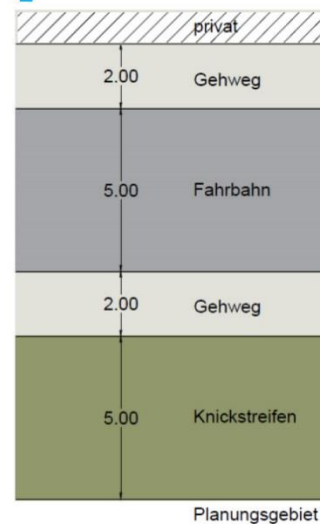 privat
2.00 Gehweg
5.00 Fahrbahn
2.00 Gehweg
5.00 Knickstreifen
Planungsgebiet